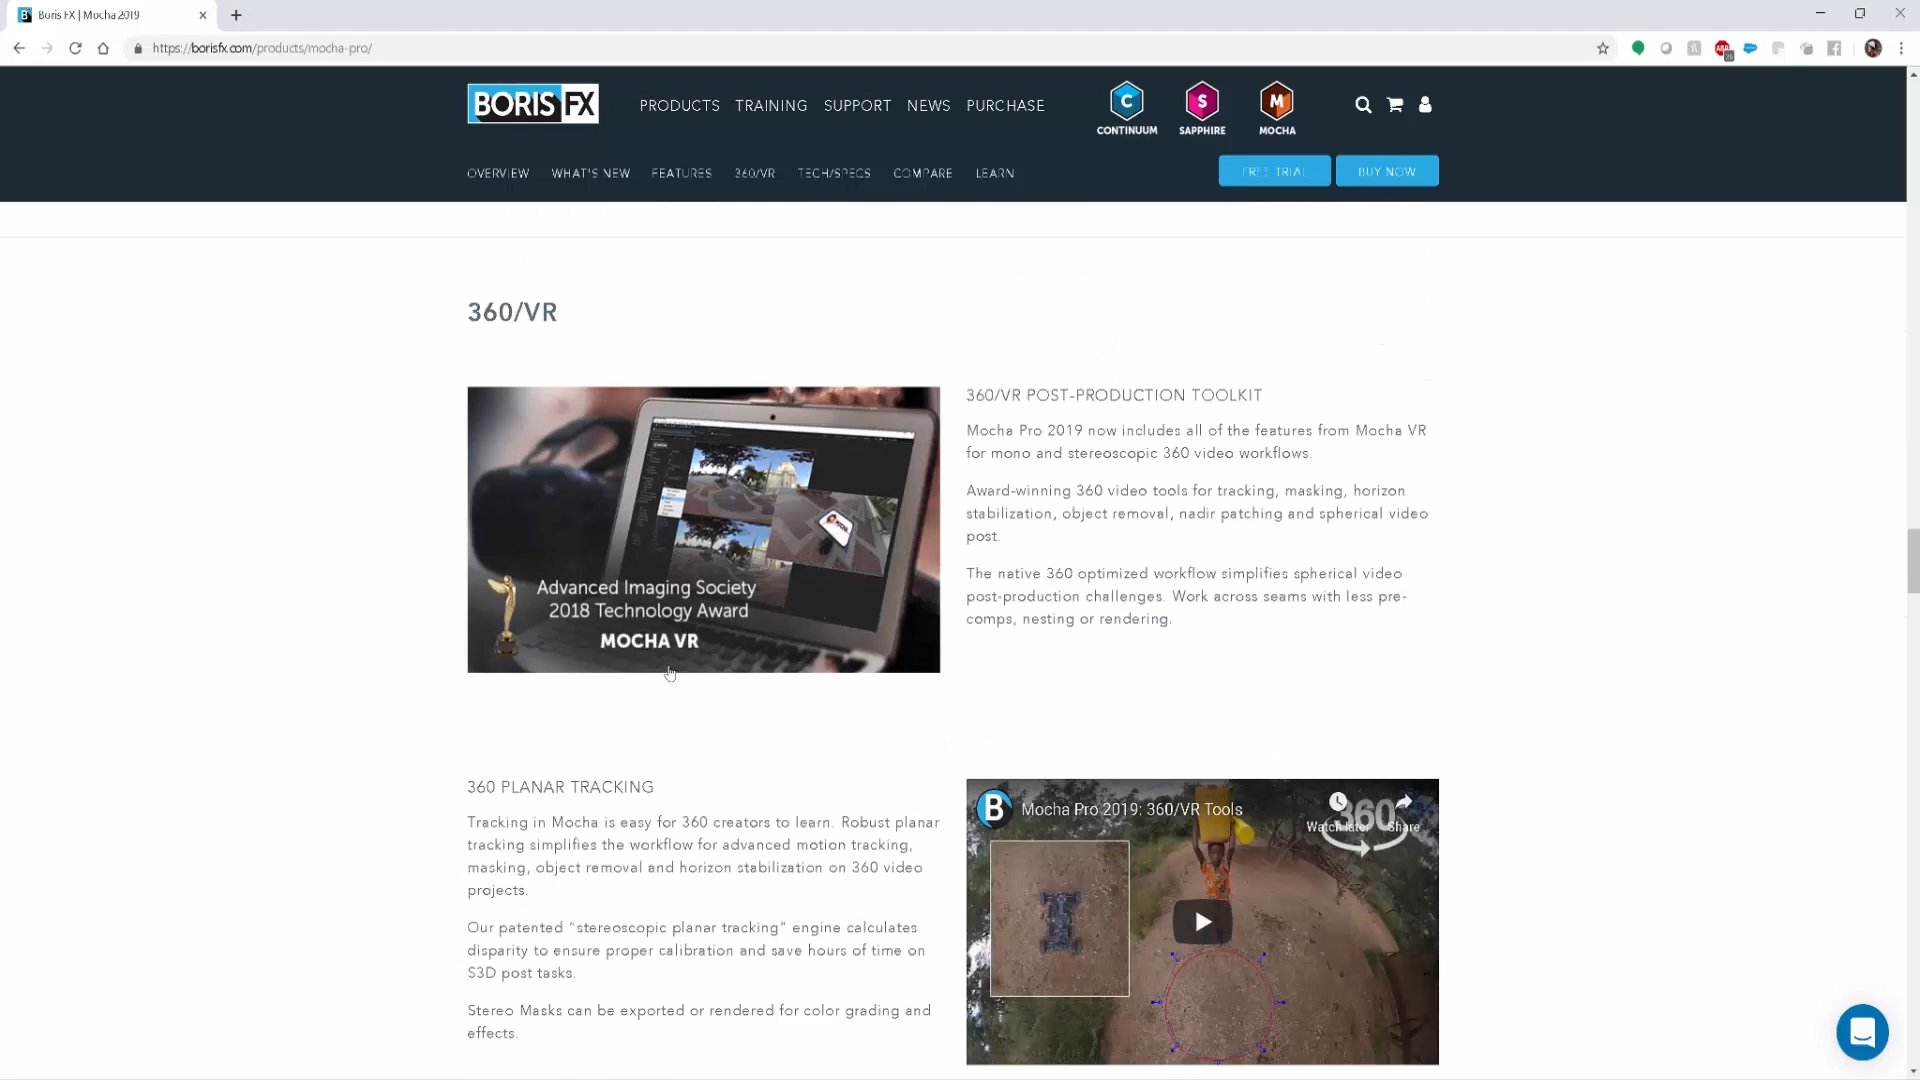 Boris FX | Mocha 2019
https://borisfx.com/products/mocha-pro/
BORIS FX
PRODUCTS TRAINING SUPPORT NEWS PURCHASE
C S M
CONTINUUM SAPPHIRE MOCHA
OVERVIEW WHAT'S NEW FEATURES 360/VR TECH/SPECS COMPARE LEARN
FREE TRIAL BUY NOW
360/VR
Advanced Imaging Society
2018 Technology Award
MOCHA VR
360/VR POST-PRODUCTION TOOLKIT
Mocha Pro 2019 now includes all of the features from Mocha VR
for mono and stereoscopic 360 video workflows.
Award-winning 360 video tools for tracking, masking, horizon
stabilization, object removal, nadir patching and spherical video
post.
The native 360 optimized workflow simplifies spherical video
post-production challenges. Work across seams with less pre-
comps, nesting or rendering.
360 PLANAR TRACKING
Tracking in Mocha is easy for 360 creators to learn. Robust planar
tracking simplifies the workflow for advanced motion tracking,
masking, object removal and horizon stabilization on 360 video
projects.
Our patented “stereoscopic planar tracking” engine calculates
disparity to ensure proper calibration and save hours of time on
S3D post tasks.
Stereo Masks can be exported or rendered for color grading and
effects.
B Mocha Pro 2019: 360/VR Tools
360
Watch later Share